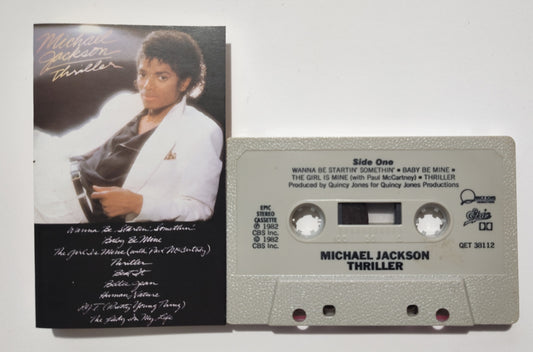 Michael
Jackson
Thriller
Wanna Be Startin' Somethin'
Baby Be Mine
The Girl Is Mine (with Paul McCartney)
Thriller
Beat It
Billie Jean
Human Nature
P.Y.T. (Pretty Young Thing)
The Lady In My Life
Side One
WANNA BE STARTIN' SOMETHIN' • BABY BE MINE •
THE GIRL IS MINE (with Paul McCartney) • THRILLER
Produced by Quincy Jones for Quincy Jones Productions
EPIC
STEREO
CASSETTE
℗ 1982
CBS Inc.
© 1982
CBS Inc.
Epic
QET 38112
MICHAEL JACKSON
THRILLER